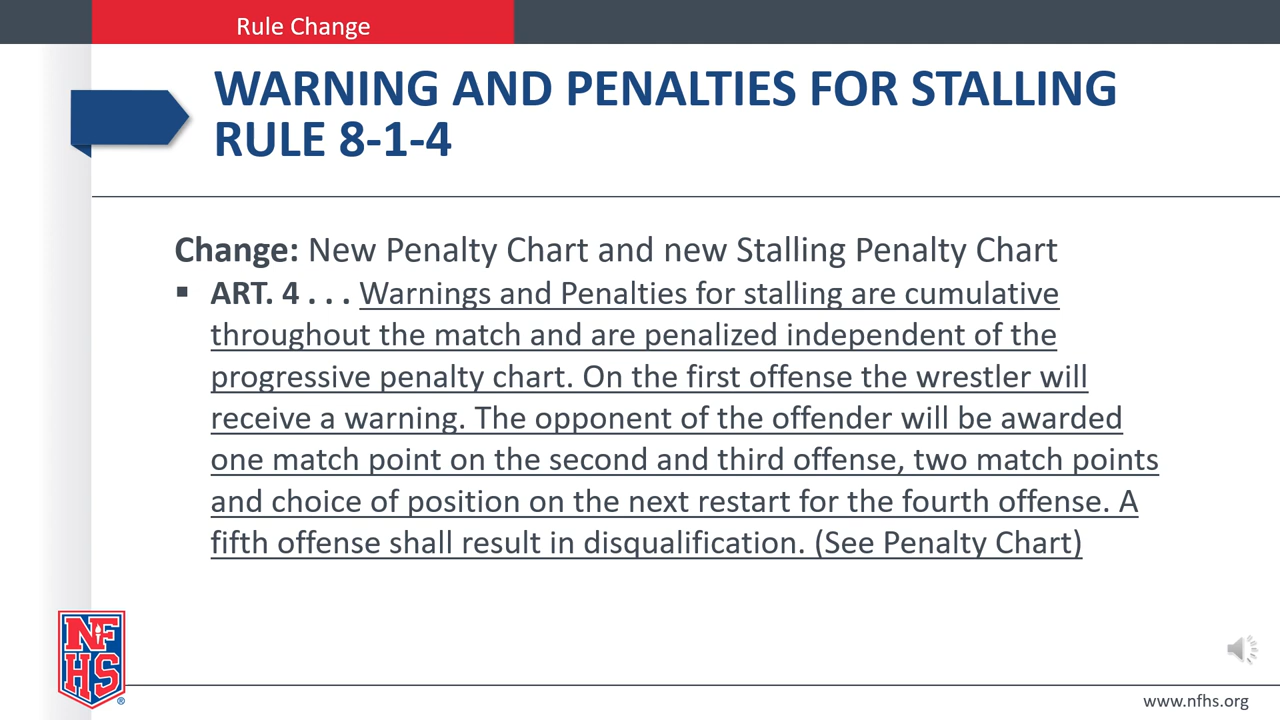 Rule Change
WARNING AND PENALTIES FOR STALLING
RULE 8-1-4
Change: New Penalty Chart and new Stalling Penalty Chart
▪ ART. 4 . . . Warnings and Penalties for stalling are cumulative
throughout the match and are penalized independent of the
progressive penalty chart. On the first offense the wrestler will
receive a warning. The opponent of the offender will be awarded
one match point on the second and third offense, two match points
and choice of position on the next restart for the fourth offense. A
fifth offense shall result in disqualification. (See Penalty Chart)
NF
HS
®
www.nfhs.org